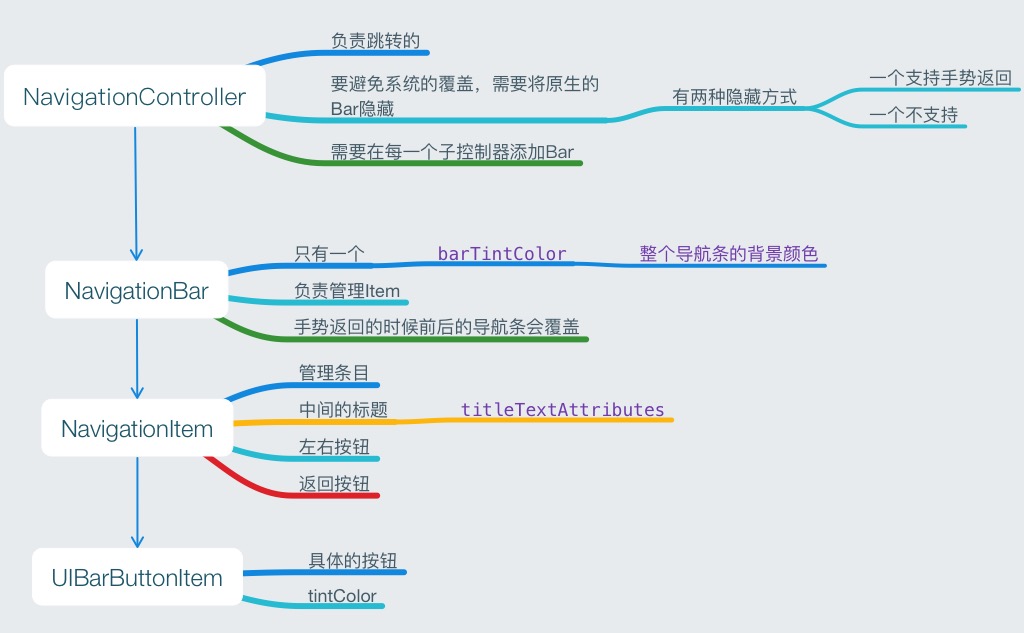 NavigationController
负责跳转的
要避免系统的覆盖，需要将原生的
Bar隐藏
有两种隐藏方式
一个支持手势返回
一个不支持
需要在每一个子控制器添加Bar
NavigationBar
只有一个
barTintColor
整个导航条的背景颜色
负责管理Item
手势返回的时候前后的导航条会覆盖
NavigationItem
管理条目
中间的标题
titleTextAttributes
左右按钮
返回按钮
UIBarButtonItem
具体的按钮
tintColor